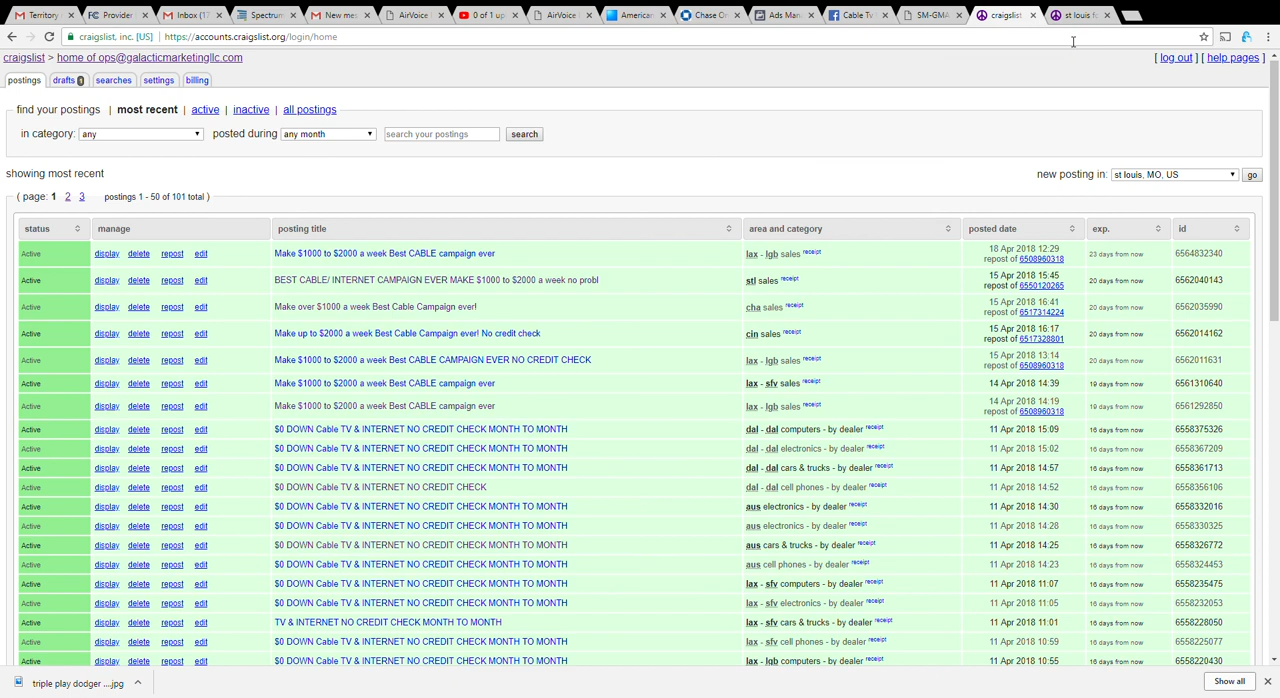 Territory FC Provider Inbox (17 Spectrum New mes AirVoice 0 of 1 up AirVoice American Chase On Ads Man Cable Tv SM-GMA craigslist st louis fo
craigslist, inc. [US] | https://accounts.craigslist.org/login/home
craigslist > home of ops@galacticmarketingllc.com [ log out ] [ help pages ]
postings drafts searches settings billing
find your postings | most recent | active | inactive | all postings
in category: any posted during any month search your postings search
showing most recent new posting in: st louis, MO, US go
( page: 1 2 3 postings 1 - 50 of 101 total )
status manage posting title area and category posted date exp. id
Active display delete repost edit Make $1000 to $2000 a week Best CABLE campaign ever lax - lgb sales receipt 18 Apr 2018 12:29 repost of 6508960318 23 days from now 6564832340
Active display delete repost edit BEST CABLE/ INTERNET CAMPAIGN EVER MAKE $1000 to $2000 a week no probl stl sales receipt 15 Apr 2018 15:45 repost of 6550120265 20 days from now 6562040143
Active display delete repost edit Make over $1000 a week Best Cable Campaign ever! cha sales receipt 15 Apr 2018 16:41 repost of 6517314224 20 days from now 6562035990
Active display delete repost edit Make up to $2000 a week Best Cable Campaign ever! No credit check cin sales receipt 15 Apr 2018 16:17 repost of 6517328801 20 days from now 6562014162
Active display delete repost edit Make $1000 to $2000 a week Best CABLE CAMPAIGN EVER NO CREDIT CHECK lax - lgb sales receipt 15 Apr 2018 13:14 repost of 6508960318 20 days from now 6562011631
Active display delete repost edit Make $1000 to $2000 a week Best CABLE campaign ever lax - sfv sales receipt 14 Apr 2018 14:39 19 days from now 6561310640
Active display delete repost edit Make $1000 to $2000 a week Best CABLE campaign ever lax - lgb sales receipt 14 Apr 2018 14:19 repost of 6508960318 19 days from now 6561292850
Active display delete repost edit $0 DOWN Cable TV & INTERNET NO CREDIT CHECK MONTH TO MONTH dal - dal computers - by dealer receipt 11 Apr 2018 15:09 16 days from now 6558375326
Active display delete repost edit $0 DOWN Cable TV & INTERNET NO CREDIT CHECK MONTH TO MONTH dal - dal electronics - by dealer receipt 11 Apr 2018 15:02 16 days from now 6558367209
Active display delete repost edit $0 DOWN Cable TV & INTERNET NO CREDIT CHECK MONTH TO MONTH dal - dal cars & trucks - by dealer receipt 11 Apr 2018 14:57 16 days from now 6558361713
Active display delete repost edit $0 DOWN Cable TV & INTERNET NO CREDIT CHECK dal - dal cell phones - by dealer receipt 11 Apr 2018 14:52 16 days from now 6558356106
Active display delete repost edit $0 DOWN Cable TV & INTERNET NO CREDIT CHECK MONTH TO MONTH aus electronics - by dealer receipt 11 Apr 2018 14:30 16 days from now 6558332016
Active display delete repost edit $0 DOWN Cable TV & INTERNET NO CREDIT CHECK MONTH TO MONTH aus electronics - by dealer receipt 11 Apr 2018 14:28 16 days from now 6558330325
Active display delete repost edit $0 DOWN Cable TV & INTERNET NO CREDIT CHECK MONTH TO MONTH aus cars & trucks - by dealer receipt 11 Apr 2018 14:25 16 days from now 6558326772
Active display delete repost edit $0 DOWN Cable TV & INTERNET NO CREDIT CHECK MONTH TO MONTH aus cell phones - by dealer receipt 11 Apr 2018 14:23 16 days from now 6558324453
Active display delete repost edit $0 DOWN Cable TV & INTERNET NO CREDIT CHECK MONTH TO MONTH lax - sfv computers - by dealer receipt 11 Apr 2018 11:07 16 days from now 6558235475
Active display delete repost edit $0 DOWN Cable TV & INTERNET NO CREDIT CHECK MONTH TO MONTH lax - sfv electronics - by dealer receipt 11 Apr 2018 11:05 16 days from now 6558232053
Active display delete repost edit TV & INTERNET NO CREDIT CHECK MONTH TO MONTH lax - sfv cars & trucks - by dealer receipt 11 Apr 2018 11:01 16 days from now 6558228050
Active display delete repost edit $0 DOWN Cable TV & INTERNET NO CREDIT CHECK MONTH TO MONTH lax - sfv cell phones - by dealer receipt 11 Apr 2018 10:59 16 days from now 6558225077
Active display delete repost edit $0 DOWN Cable TV & INTERNET NO CREDIT CHECK MONTH TO MONTH lax - lgb computers - by dealer receipt 11 Apr 2018 10:55 16 days from now 6558220430
triple play dodger ....jpg Show all